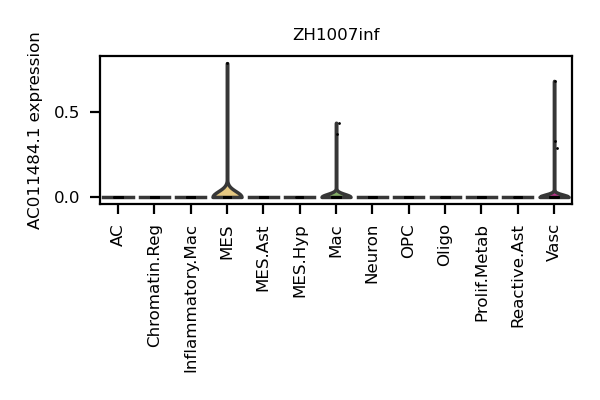 ZH1007inf
AC011484.1 expression
0.5
0.0
AC
Chromatin.Reg
Inflammatory.Mac
MES
MES.Ast
MES.Hyp
Mac
Neuron
OPC
Oligo
Prolif.Metab
Reactive.Ast
Vasc